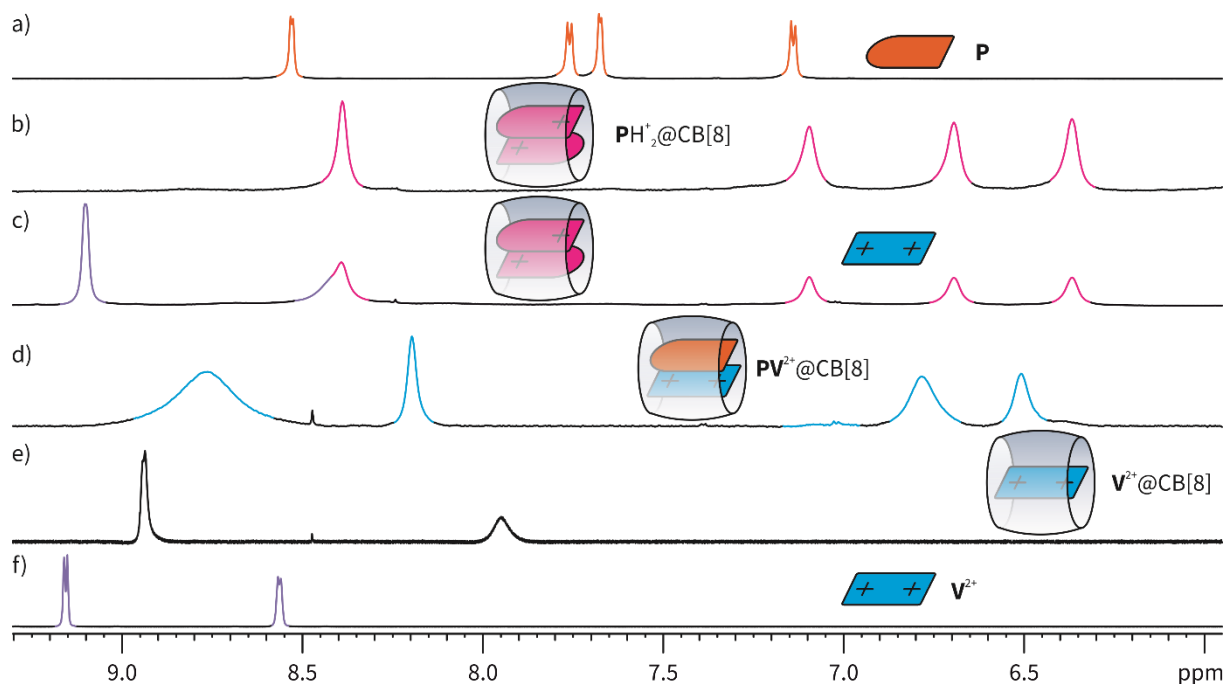 a)
P
b)
PH⁺₂@CB[8]
c)
d)
PV²⁺@CB[8]
e)
V²⁺@CB[8]
f)
V²⁺
9.0 8.5 8.0 7.5 7.0 6.5 ppm